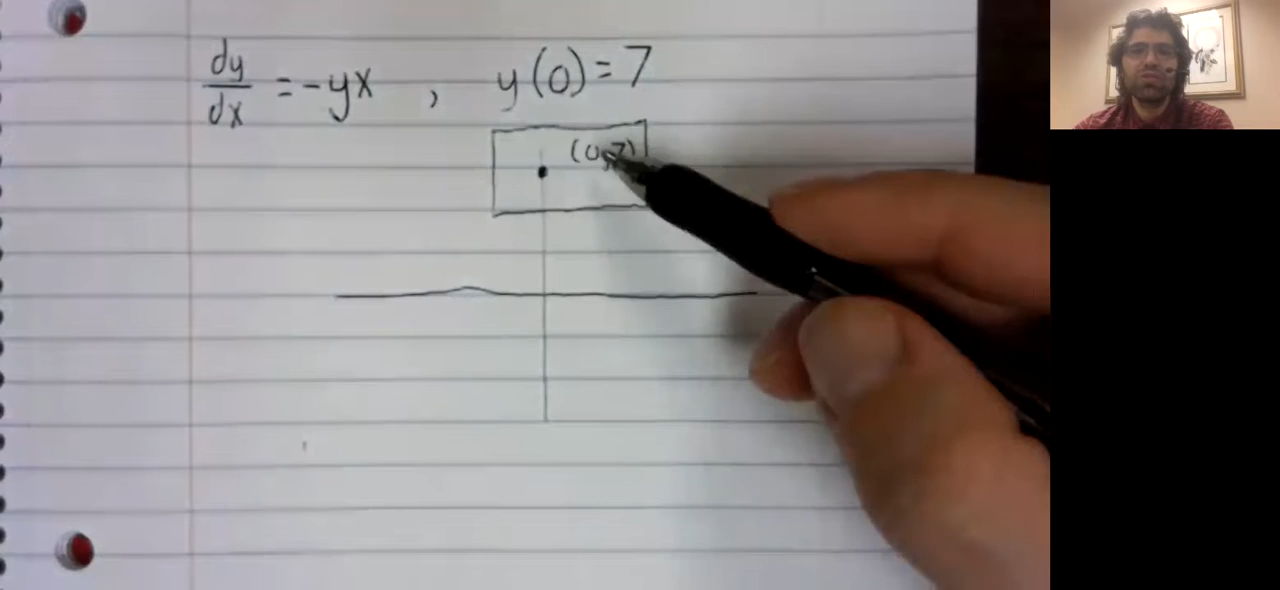 dy/dx = -yx , y(0) = 7
(0,7)